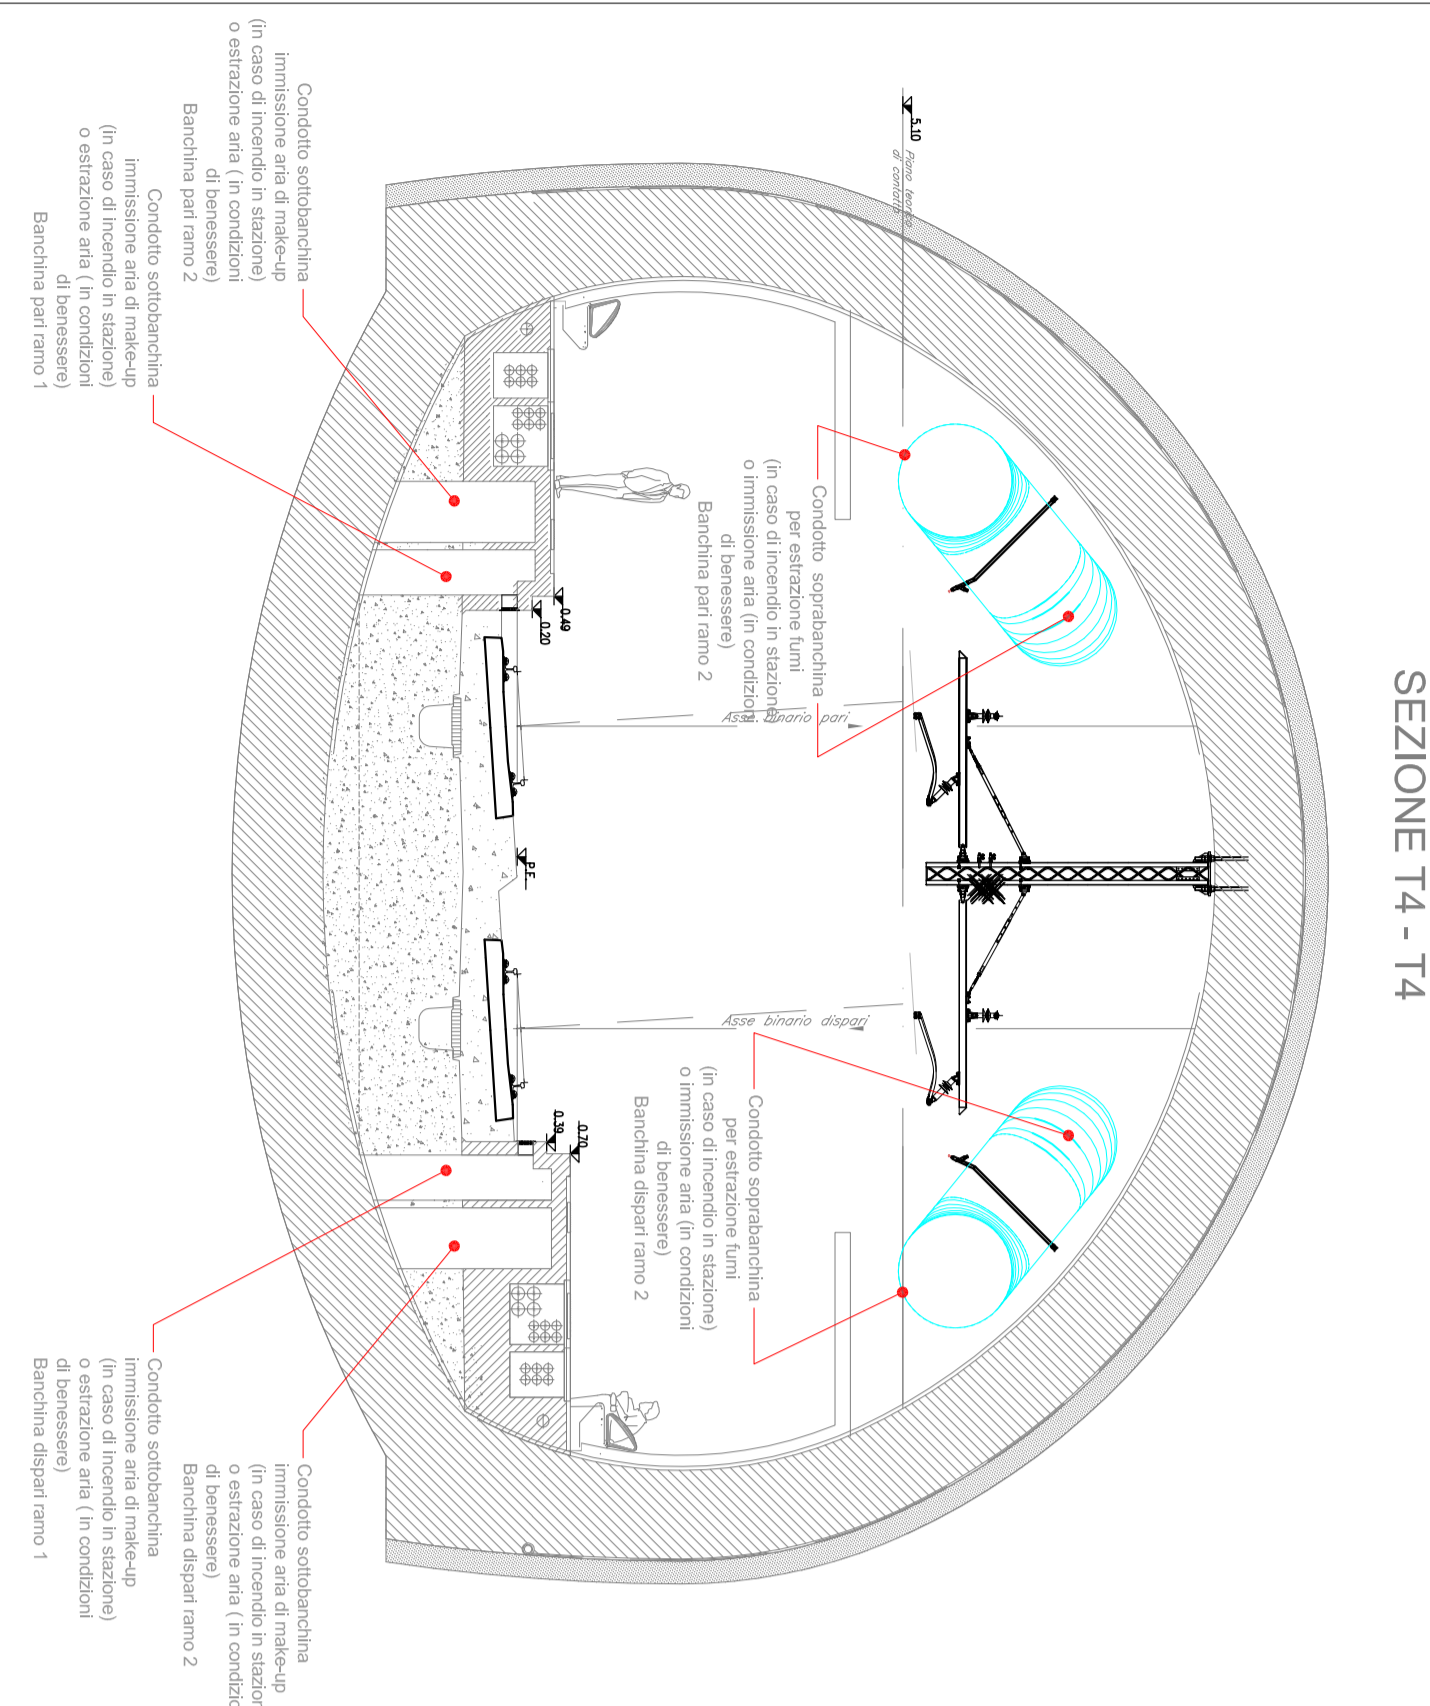 SEZIONE T4 - T4
5.10
Piano teorico
di contatto
Condotto soprabanchina
per estrazione fumi
(in caso di incendio in stazione)
o immissione aria (in condizioni
di benessere)
Banchina pari ramo 2
Asse binario pari
Asse binario dispari
Condotto soprabanchina
per estrazione fumi
(in caso di incendio in stazione)
o immissione aria (in condizioni
di benessere)
Banchina dispari ramo 2
0.49
0.20
P.F.
0.39
0.70
Condotto sottobanchina
immissione aria di make-up
(in caso di incendio in stazione)
o estrazione aria ( in condizioni
di benessere)
Banchina pari ramo 2
Condotto sottobanchina
immissione aria di make-up
(in caso di incendio in stazione)
o estrazione aria ( in condizioni
di benessere)
Banchina pari ramo 1
Condotto sottobanchina
immissione aria di make-up
(in caso di incendio in stazion
o estrazione aria ( in condizio
di benessere)
Banchina dispari ramo 2
Condotto sottobanchina
immissione aria di make-up
(in caso di incendio in stazione)
o estrazione aria ( in condizioni
di benessere)
Banchina dispari ramo 1